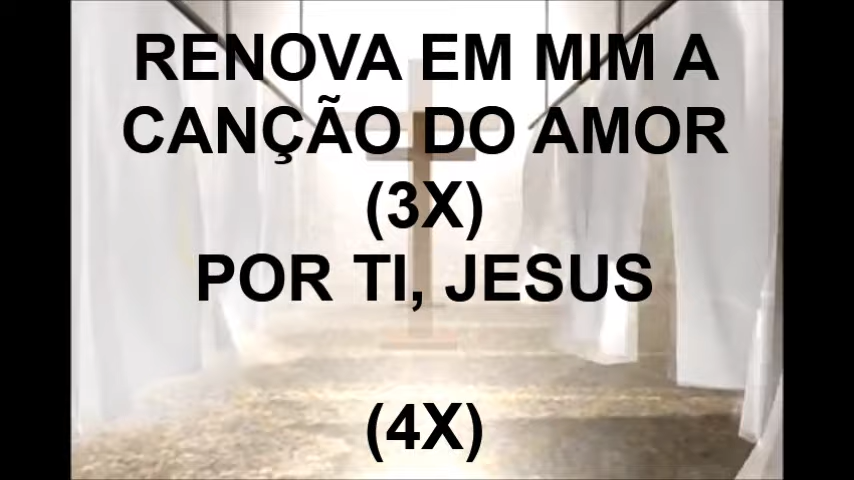 RENOVA EM MIM A
CANÇÃO DO AMOR
(3X)
POR TI, JESUS
(4X)